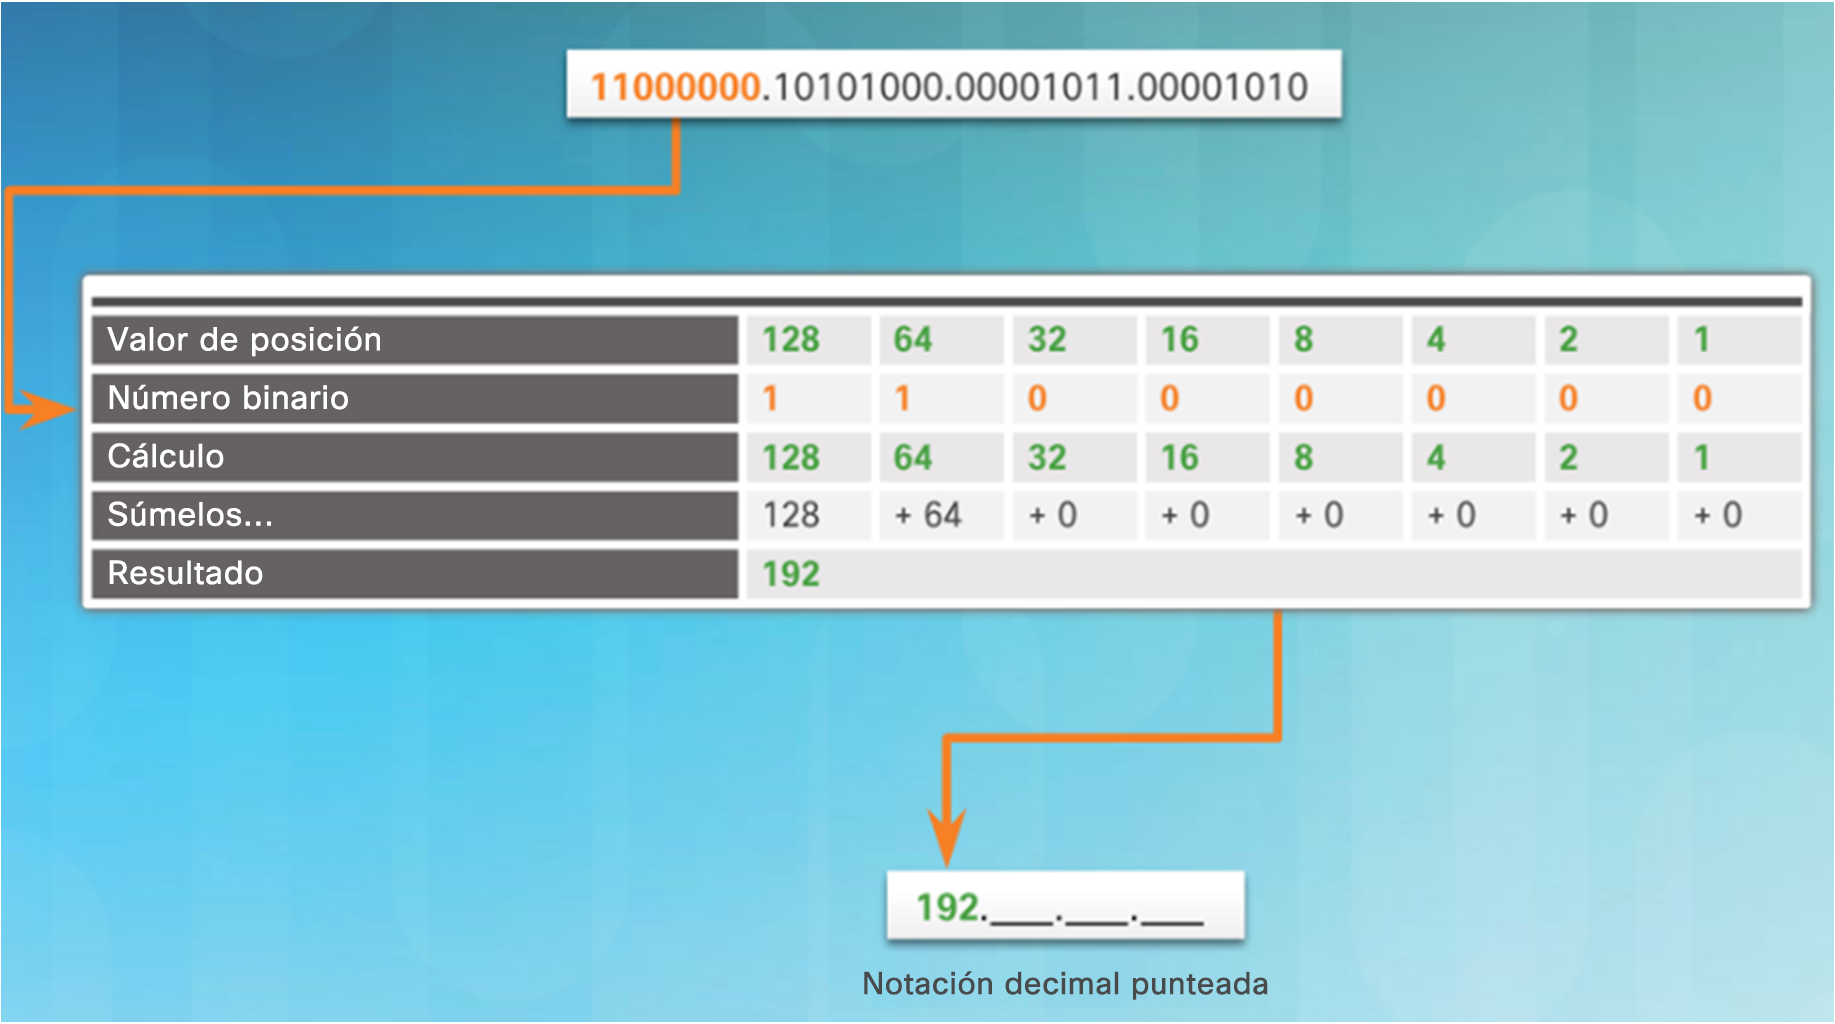 11000000.10101000.00001011.00001010
Valor de posición 128 64 32 16 8 4 2 1
Número binario 1 1 0 0 0 0 0 0
Cálculo 128 64 32 16 8 4 2 1
Súmelos... 128 + 64 + 0 + 0 + 0 + 0 + 0 + 0
Resultado 192
192.___.___.___
Notación decimal punteada